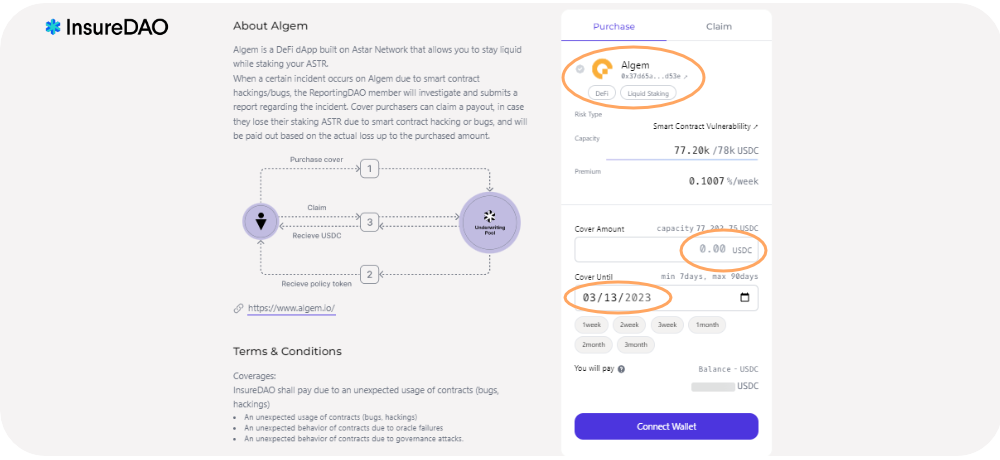 InsureDAO
About Algem
Algem is a DeFi dApp built on Astar Network that allows you to stay liquid
while staking your ASTR.
When a certain incident occurs on Algem due to smart contract
hackings/bugs, the ReportingDAO member will investigate and submits a
report regarding the incident. Cover purchasers can claim a payout, in case
they lose their staking ASTR due to smart contract hacking or bugs, and will
be paid out based on the actual loss up to the purchased amount.
Purchase cover
1
Claim
3
Recieve USDC
Underwriting
Pool
2
Recieve policy token
https://www.algem.io/
Terms & Conditions
Coverages:
InsureDAO shall pay due to an unexpected usage of contracts (bugs,
hackings)
• An unexpected usage of contracts (bugs, hackings)
• An unexpected behavior of contracts due to oracle failures
• An unexpected behavior of contracts due to governance attacks.
Purchase
Claim
Algem
0x37d65a...d53e ↗
DeFi
Liquid Staking
Risk Type
Smart Contract Vulnerablility ↗
Capacity
77.20k /78k USDC
Premium
0.1007 %/week
Cover Amount
capacity 77,202.75 USDC
0.00 USDC
Cover Until
min 7days, max 90days
03/13/2023
1week
2week
3week
1month
2month
3month
You will pay ?
Balance - USDC
USDC
Connect Wallet